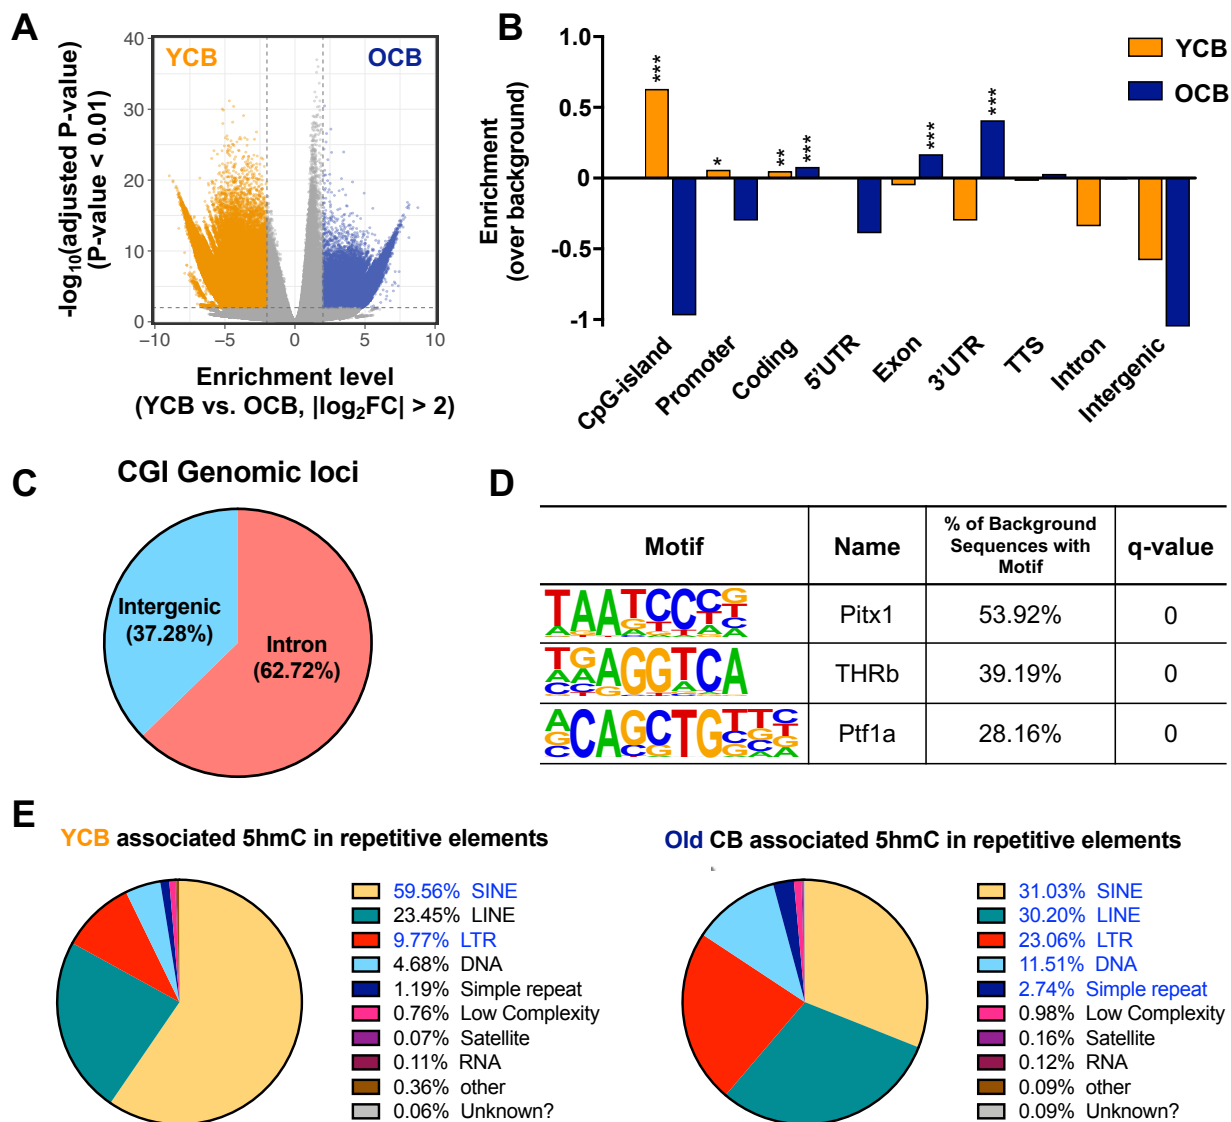 A
YCB
OCB
40
30
20
10
0
−10
−5
0
5
10
-log10(adjusted P-value)
(P-value < 0.01)
Enrichment level
(YCB vs. OCB, |log2FC| > 2)
B
YCB
OCB
1.0
0.5
0
-0.5
-1
Enrichment
(over background)
***
*
**
***
***
***
CpG-island
Promoter
Coding
5'UTR
Exon
3'UTR
TTS
Intron
Intergenic
C
CGI Genomic loci
Intergenic
(37.28%)
Intron
(62.72%)
D
Motif
Name
% of Background
Sequences with
Motif
q-value
Pitx1
53.92%
0
THRb
39.19%
0
Ptf1a
28.16%
0
E
YCB associated 5hmC in repetitive elements
59.56% SINE
23.45% LINE
9.77% LTR
4.68% DNA
1.19% Simple repeat
0.76% Low Complexity
0.07% Satellite
0.11% RNA
0.36% other
0.06% Unknown?
Old CB associated 5hmC in repetitive elements
31.03% SINE
30.20% LINE
23.06% LTR
11.51% DNA
2.74% Simple repeat
0.98% Low Complexity
0.16% Satellite
0.12% RNA
0.09% other
0.09% Unknown?